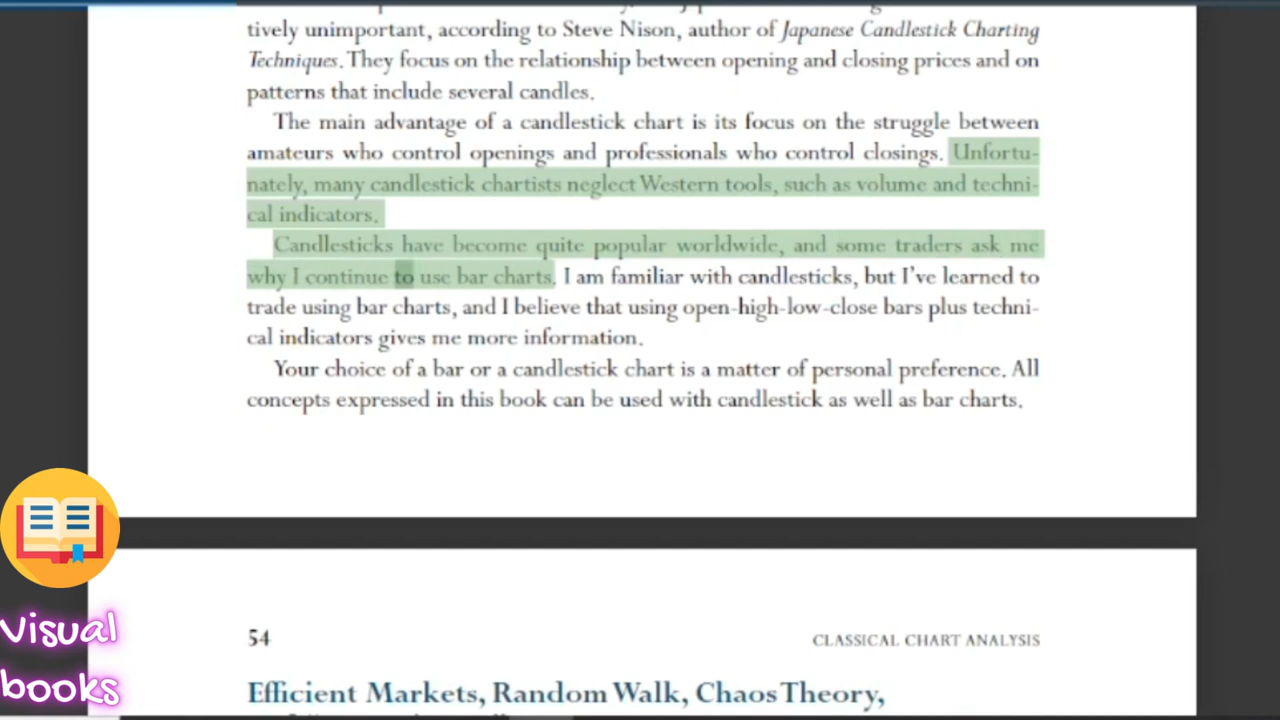 tively unimportant, according to Steve Nison, author of Japanese Candlestick Charting
Techniques. They focus on the relationship between opening and closing prices and on
patterns that include several candles.
The main advantage of a candlestick chart is its focus on the struggle between
amateurs who control openings and professionals who control closings. Unfortu-
nately, many candlestick chartists neglect Western tools, such as volume and techni-
cal indicators.
Candlesticks have become quite popular worldwide, and some traders ask me
why I continue to use bar charts. I am familiar with candlesticks, but I've learned to
trade using bar charts, and I believe that using open-high-low-close bars plus techni-
cal indicators gives me more information.
Your choice of a bar or a candlestick chart is a matter of personal preference. All
concepts expressed in this book can be used with candlestick as well as bar charts.
Visual
books
54 CLASSICAL CHART ANALYSIS
Efficient Markets, Random Walk, Chaos Theory,